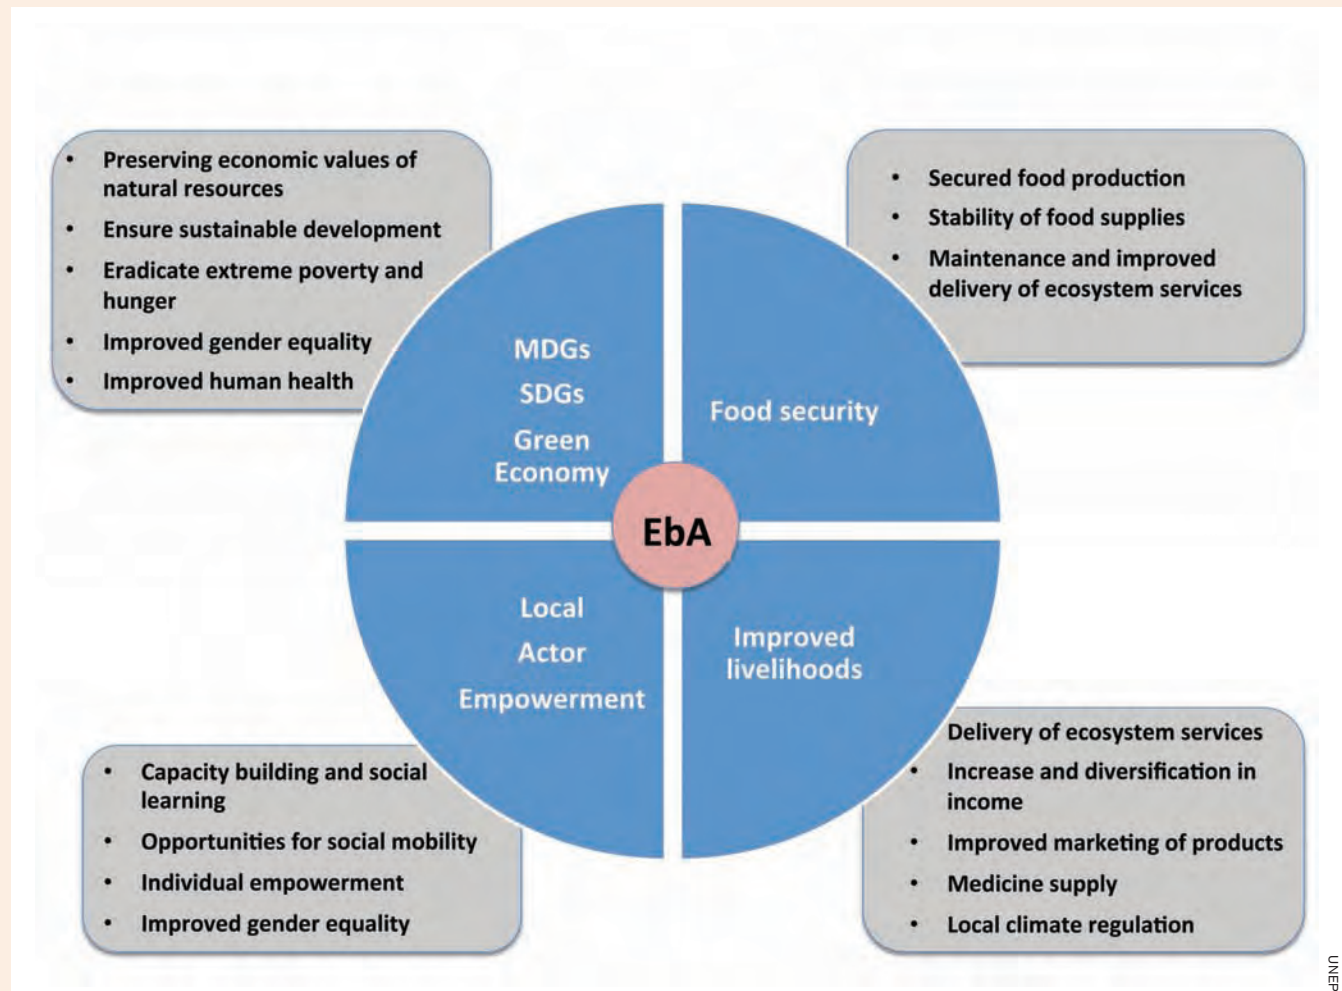 • Preserving economic values of
natural resources
• Ensure sustainable development
• Eradicate extreme poverty and
hunger
• Improved gender equality
• Improved human health
• Secured food production
• Stability of food supplies
• Maintenance and improved
delivery of ecosystem services
MDGs
SDGs
Green
Economy
Food security
EbA
Local
Actor
Empowerment
Improved
livelihoods
• Capacity building and social
learning
• Opportunities for social mobility
• Individual empowerment
• Improved gender equality
Delivery of ecosystem services
• Increase and diversification in
income
• Improved marketing of products
• Medicine supply
• Local climate regulation
UNEP